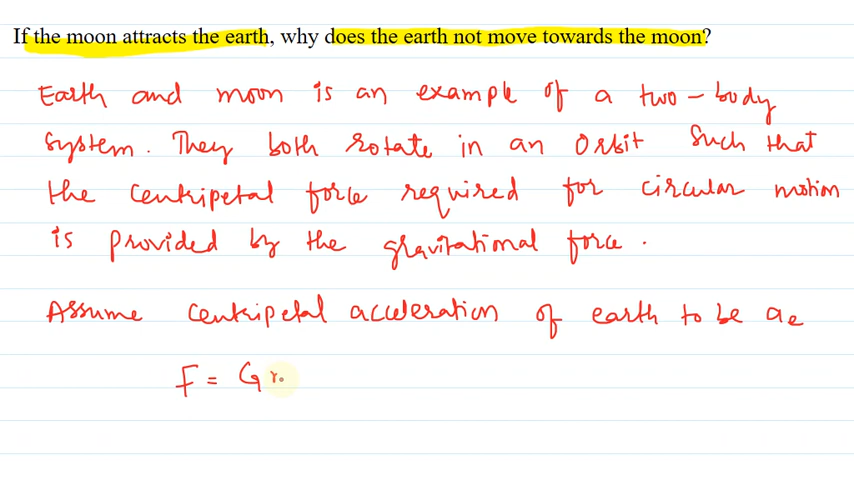 If the moon attracts the earth, why does the earth not move towards the moon?
Earth and moon is an example of a two-body
system. They both rotate in an orbit such that
the centripetal force required for circular motion
is provided by the gravitational force.
Assume centripetal acceleration of earth to be ae
F = G